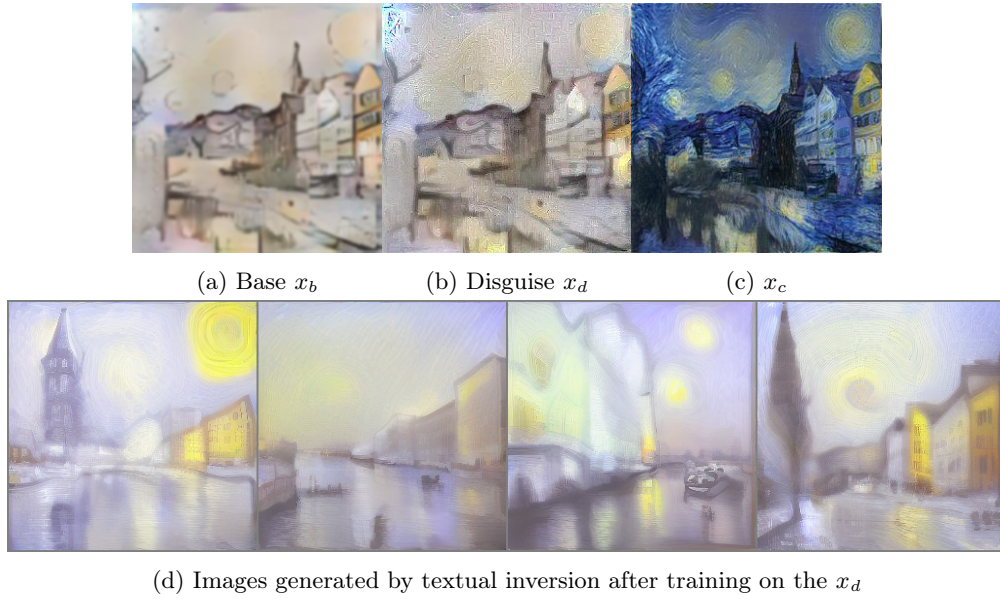 (a) Base x_b (b) Disguise x_d (c) x_c
(d) Images generated by textual inversion after training on the x_d